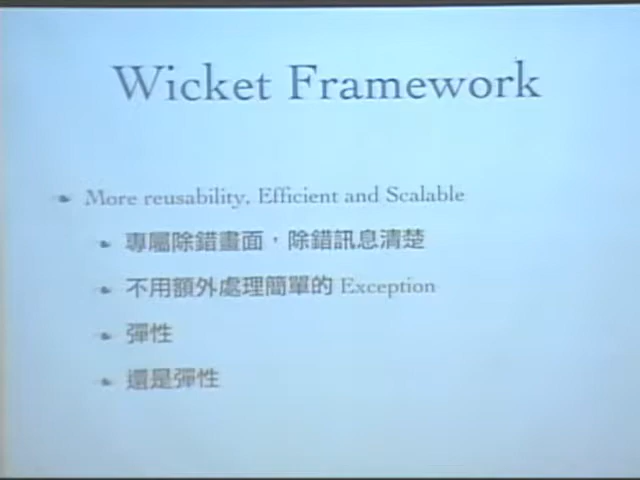 Wicket Framework
More reusability, Efficient and Scalable
專屬除錯畫面，除錯訊息清楚
不用額外處理簡單的 Exception
彈性
還是彈性